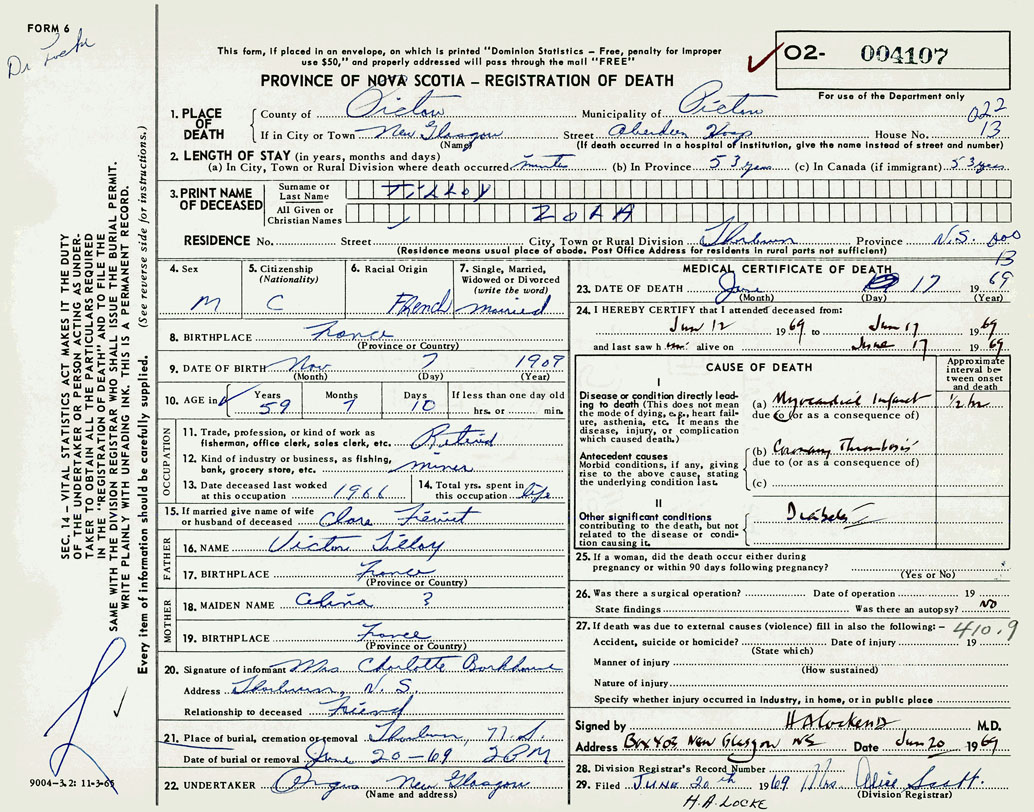 FORM 6
Dr Locke
This form, if placed in an envelope, on which is printed "Dominion Statistics – Free, penalty for improper
use $50," and properly addressed will pass through the mail "FREE"
PROVINCE OF NOVA SCOTIA – REGISTRATION OF DEATH
O2- 004107
For use of the Department only
022
1. PLACE OF DEATH
County of Pictou Municipality of Pictou
If in City or Town New Glasgow Street Aberdeen Hosp House No. 13
(Name) (If death occurred in a hospital or institution, give the name instead of street and number)
2. LENGTH OF STAY (in years, months and days)
(a) In City, Town or Rural Division where death occurred (b) In Province 53 years (c) In Canada (if immigrant) 53 years
3. PRINT NAME OF DECEASED
Surname or Last Name TILLOY
All Given or Christian Names ZOLA
RESIDENCE No. Street City, Town or Rural Division Thorburn Province N.S. 000
(Residence means usual place of abode. Post Office Address for residents in rural parts not sufficient)
13
4. Sex M
5. Citizenship (Nationality) C
6. Racial Origin French
7. Single, Married, Widowed or Divorced (write the word) married
8. BIRTHPLACE France
(Province or Country)
9. DATE OF BIRTH Nov 7 1909
(Month) (Day) (Year)
10. AGE in Years 59 Months 7 Days 10 If less than one day old
hrs. or min.
OCCUPATION
11. Trade, profession, or kind of work as
fisherman, office clerk, sales clerk, etc. Retired
12. Kind of industry or business, as fishing,
bank, grocery store, etc. miner
13. Date deceased last worked
at this occupation 1966
14. Total yrs. spent in
this occupation life
15. If married give name of wife
or husband of deceased Clare
FATHER
16. NAME Victor Tilloy
17. BIRTHPLACE France
(Province or Country)
MOTHER
18. MAIDEN NAME Celina ?
19. BIRTHPLACE France
(Province or Country)
20. Signature of informant Mrs Charlotte
Address Thorburn, N.S.
Relationship to deceased Friend
21. Place of burial, cremation or removal Thorburn, N.S.
Date of burial or removal June 20-69 2 PM
22. UNDERTAKER New Glasgow
(Name and address)
MEDICAL CERTIFICATE OF DEATH
23. DATE OF DEATH June 17 1969
(Month) (Day) (Year)
24. I HEREBY CERTIFY that I attended deceased from:
Jun 12 1969 to Jun 17 1969
and last saw h im alive on June 17 1969
CAUSE OF DEATH
Approximate interval between onset and death
I
Disease or condition directly leading to death (This does not mean the mode of dying, e.g., heart failure, asthenia, etc. It means the disease, injury, or complication which caused death.)
(a) Myocardial Infarct 1/2 hr
due to (or as a consequence of)
Antecedent causes
Morbid conditions, if any, giving rise to the above cause, stating the underlying condition last.
(b) Coronary Thrombosis
due to (or as a consequence of)
(c)
II
Other significant conditions
contributing to the death, but not related to the disease or condition causing it.
Diabetes
25. If a woman, did the death occur either during
pregnancy or within 90 days following pregnancy?
(Yes or No)
26. Was there a surgical operation? Date of operation 19
State findings Was there an autopsy? NO
27. If death was due to external causes (violence) fill in also the following:– 410.9
Accident, suicide or homicide? Date of injury 19
(State which)
Manner of injury
(How sustained)
Nature of injury
Specify whether injury occurred in industry, in home, or in public place
Signed by H A Locke M.D.
Address Box 403 New Glasgow NS Date Jun 20 1969
28. Division Registrar's Record Number
29. Filed JUNE 20th 1969 Alice Scott
(Division Registrar)
H.A. LOCKE
SEC. 14 – VITAL STATISTICS ACT MAKES IT THE DUTY
OF THE UNDERTAKER OR PERSON ACTING AS UNDER-
TAKER TO OBTAIN ALL THE PARTICULARS REQUIRED
IN THE "REGISTRATION OF DEATH" AND TO FILE THE
SAME WITH THE DIVISION REGISTRAR WHO SHALL ISSUE THE BURIAL PERMIT.
WRITE PLAINLY WITH UNFADING INK. THIS IS A PERMANENT RECORD.
Every item of information should be carefully supplied. (See reverse side for instructions.)
9004-3.2: 11-3-65